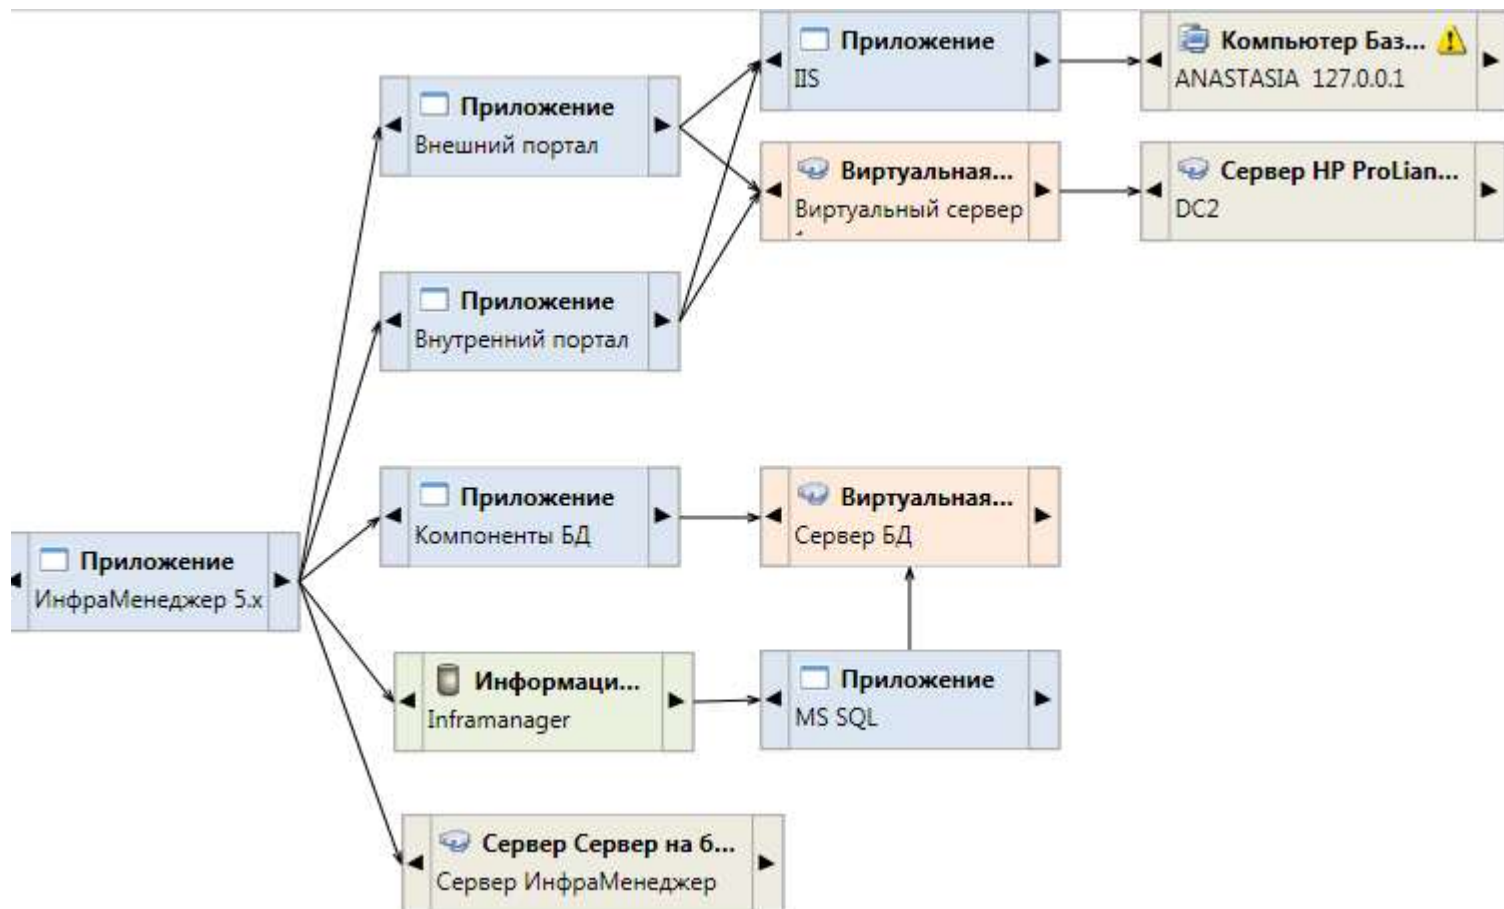 Приложение
IIS
Компьютер Баз...
ANASTASIA 127.0.0.1
Приложение
Внешний портал
Виртуальная...
Виртуальный сервер
Сервер HP ProLian...
DC2
Приложение
Внутренний портал
Приложение
Компоненты БД
Виртуальная...
Сервер БД
Приложение
ИнфраМенеджер 5.x
Информаци...
Inframanager
Приложение
MS SQL
Сервер Сервер на б...
Сервер ИнфраМенеджер